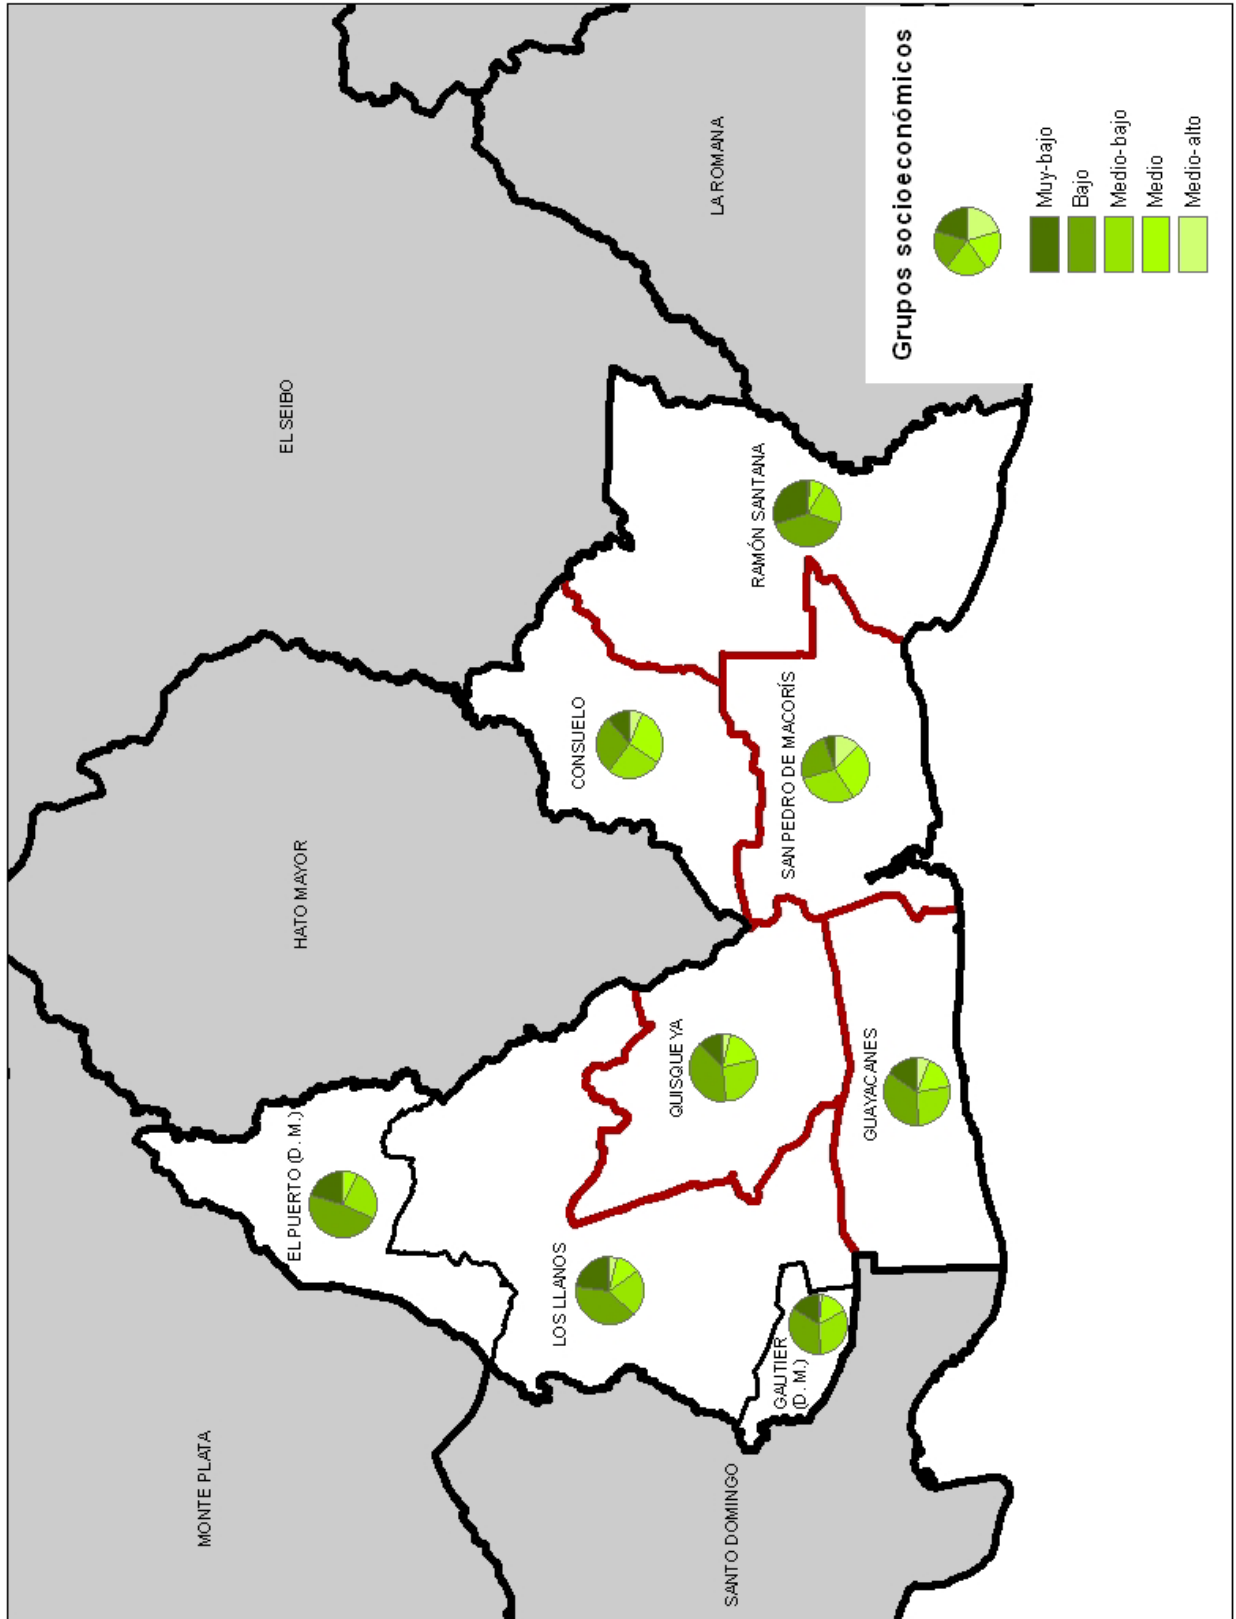 MONTE PLATA
HATO MAYOR
EL SEIBO
EL PUERTO (D. M.)
LOS LLANOS
CONSUELO
QUISQUEYA
RAMÓN SANTANA
LA ROMANA
SAN PEDRO DE MACORÍS
SANTO DOMINGO
GAUTIER
(D. M.)
GUAYACANES
Grupos socioeconómicos
Muy-bajo
Bajo
Medio-bajo
Medio
Medio-alto